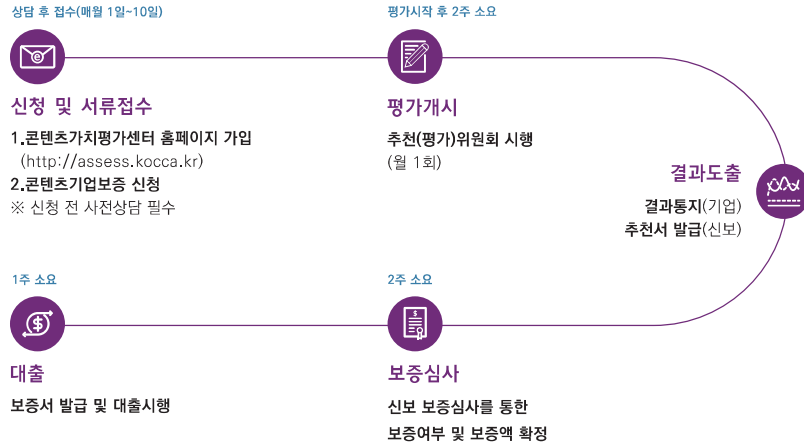 상담 후 접수(매월 1일~10일)
신청 및 서류접수
1.콘텐츠가치평가센터 홈페이지 가입
(http://assess.kocca.kr)
2.콘텐츠기업보증 신청
※ 신청 전 사전상담 필수
평가시작 후 2주 소요
평가개시
추천(평가)위원회 시행
(월 1회)
결과도출
결과통지(기업)
추천서 발급(신보)
2주 소요
보증심사
신보 보증심사를 통한
보증여부 및 보증액 확정
1주 소요
대출
보증서 발급 및 대출시행